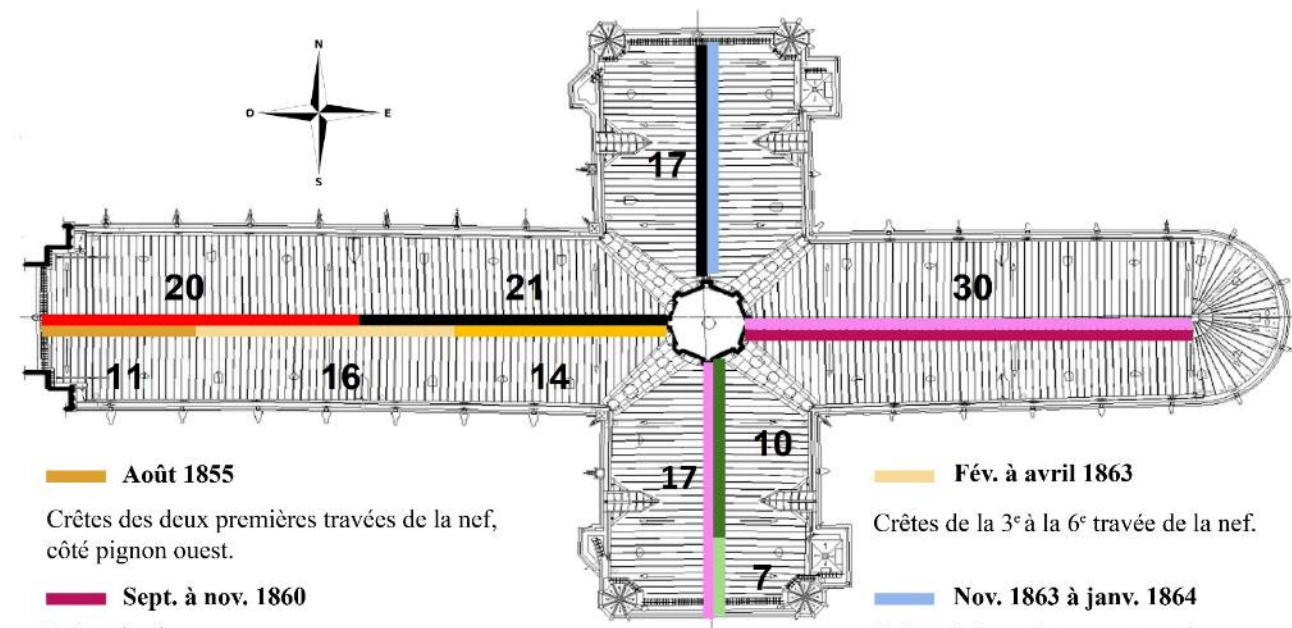 N
O E
S
17
20
21
30
11
16
14
17
10
7
Août 1855
Crêtes des deux premières travées de la nef,
côté pignon ouest.
Sept. à nov. 1860
Fév. à avril 1863
Crêtes de la 3e à la 6e travée de la nef.
Nov. 1863 à janv. 1864